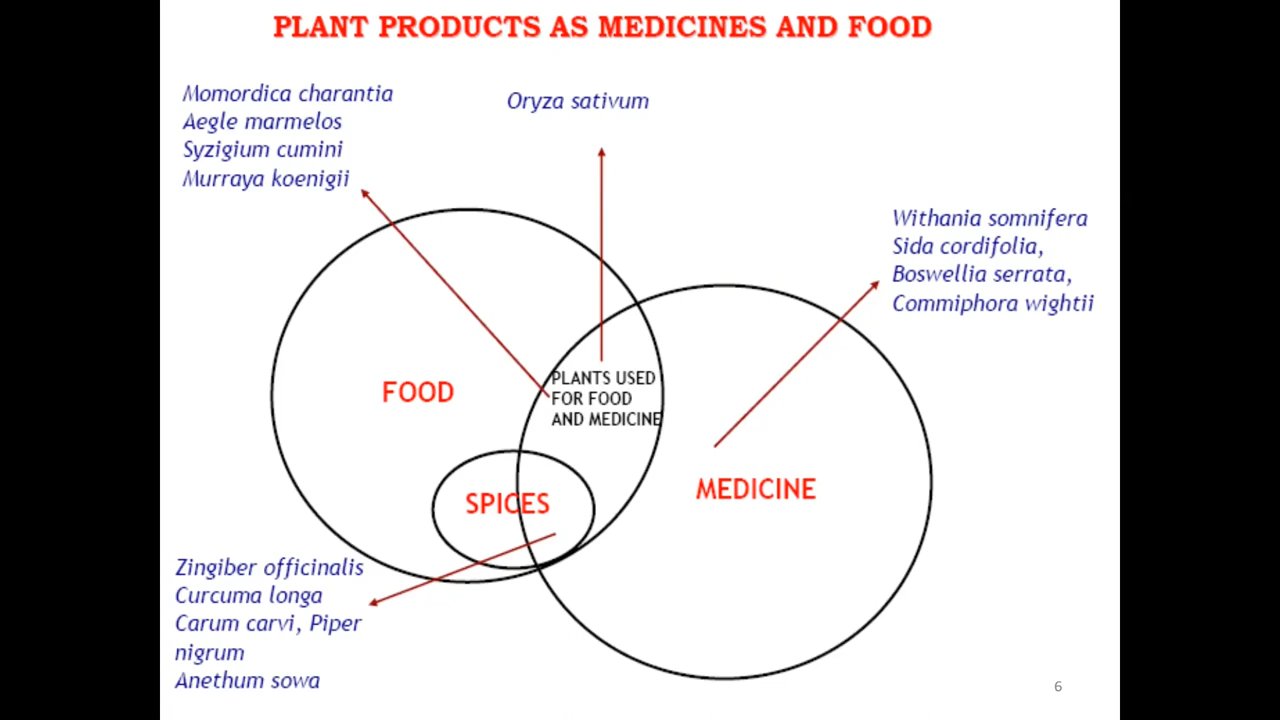 PLANT PRODUCTS AS MEDICINES AND FOOD
Momordica charantia
Aegle marmelos
Syzigium cumini
Murraya koenigii
Oryza sativum
Withania somnifera
Sida cordifolia,
Boswellia serrata,
Commiphora wightii
FOOD
PLANTS USED
FOR FOOD
AND MEDICINE
SPICES
MEDICINE
Zingiber officinalis
Curcuma longa
Carum carvi, Piper
nigrum
Anethum sowa
6